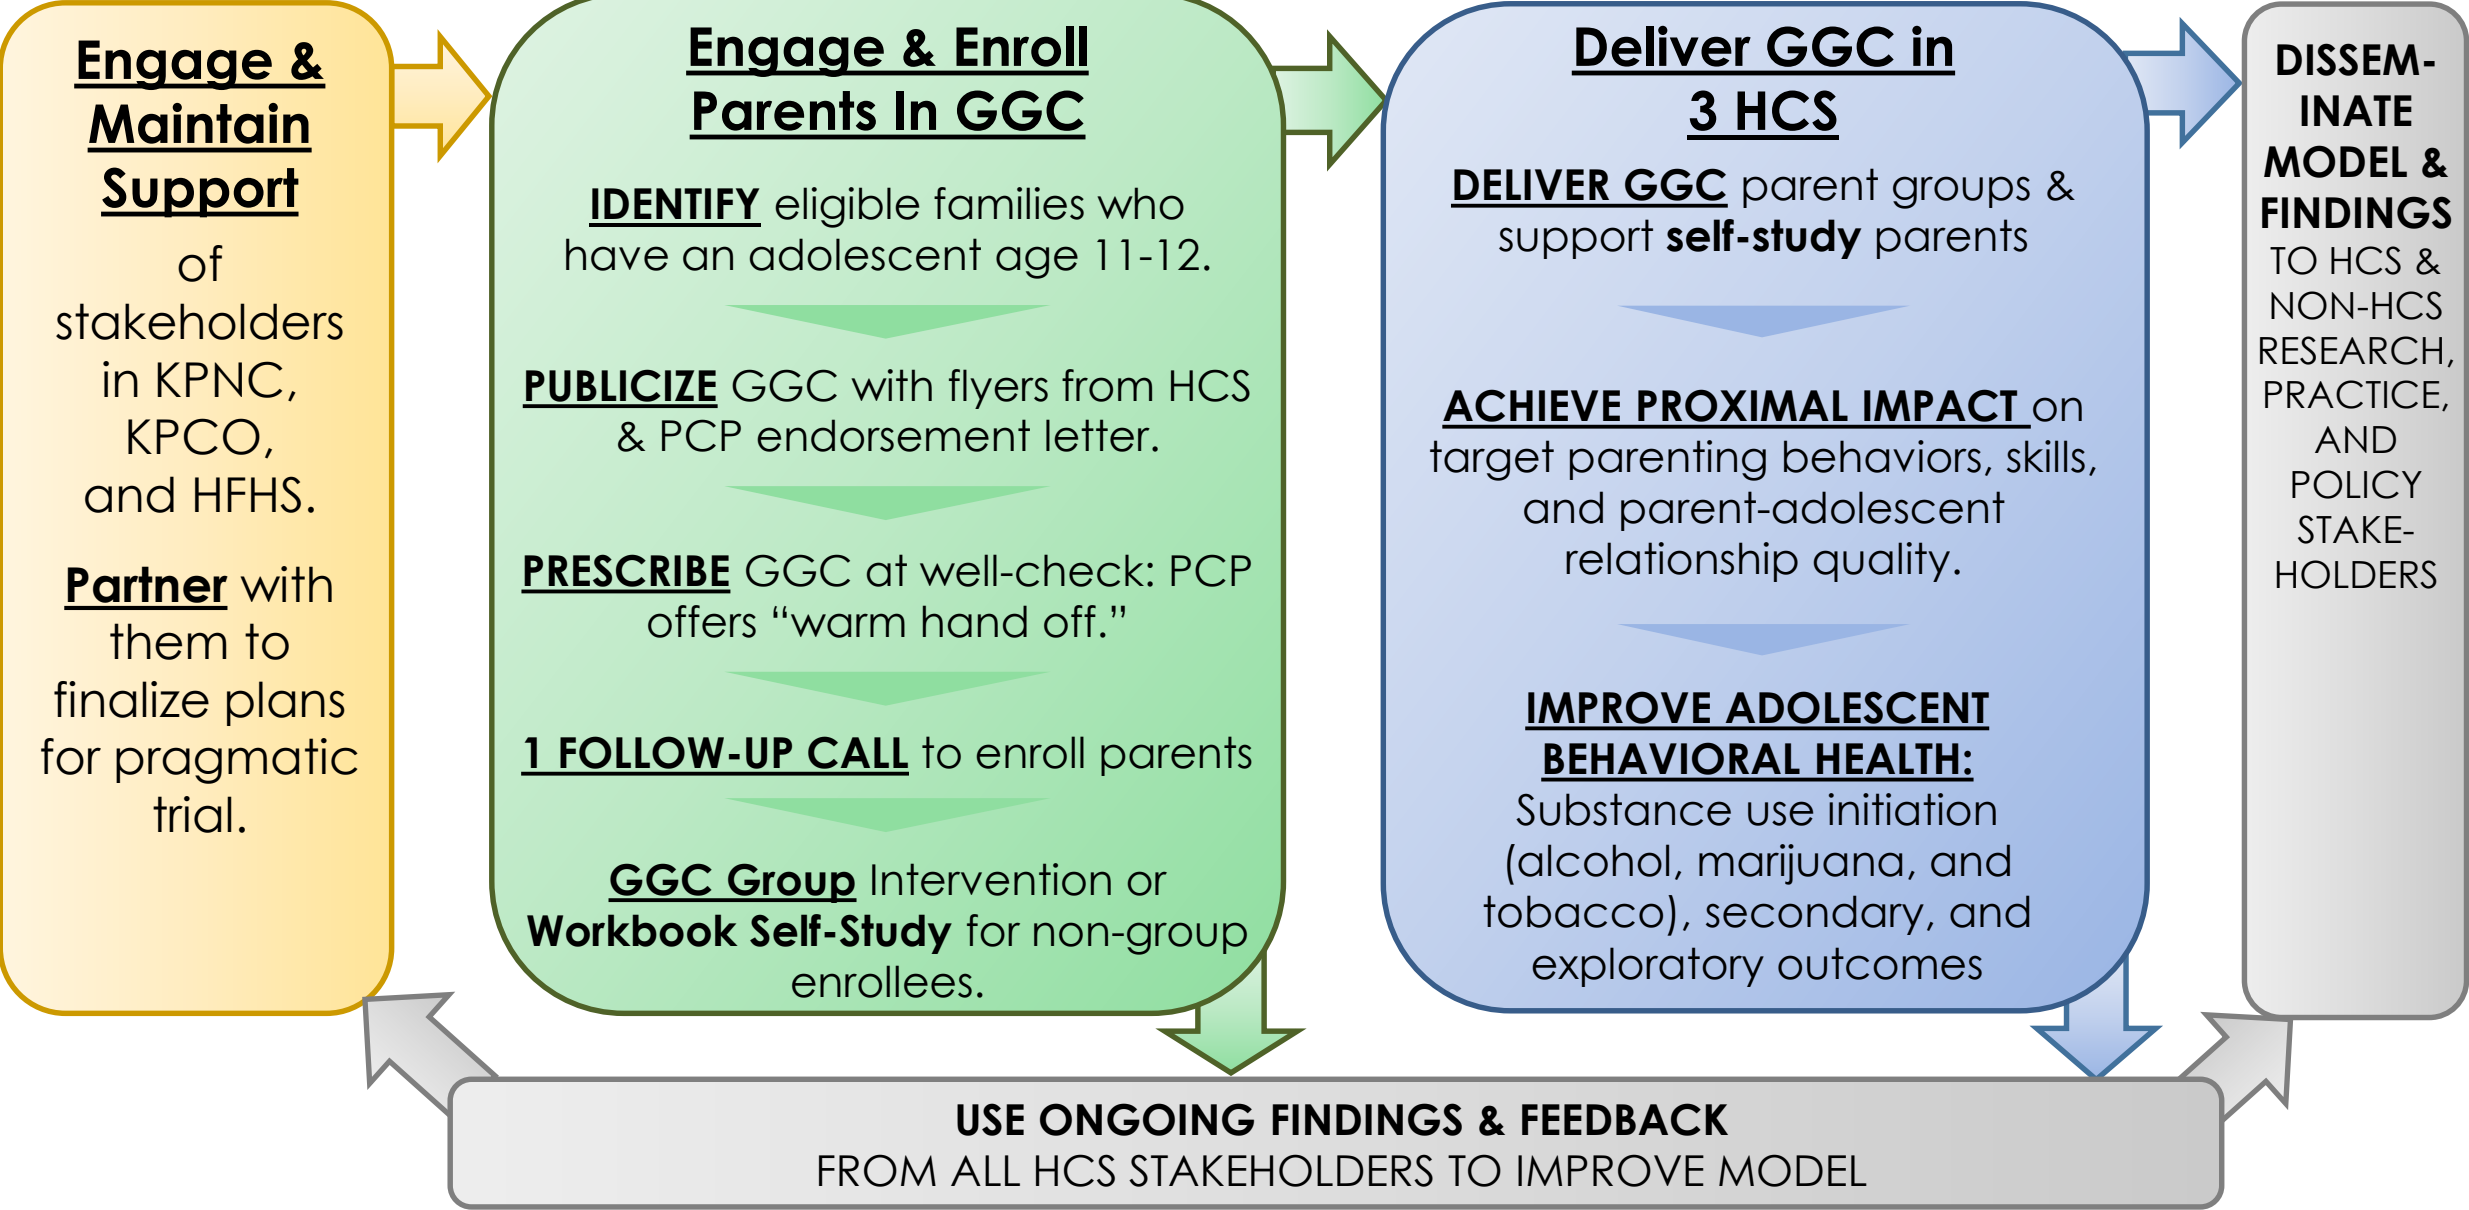 Engage &
Maintain
Support
of
stakeholders
in KPNC,
KPCO,
and HFHS.
Partner with
them to
finalize plans
for pragmatic
trial.
Engage & Enroll
Parents In GGC
IDENTIFY eligible families who
have an adolescent age 11-12.
PUBLICIZE GGC with flyers from HCS
& PCP endorsement letter.
PRESCRIBE GGC at well-check: PCP
offers “warm hand off.”
1 FOLLOW-UP CALL to enroll parents
GGC Group Intervention or
Workbook Self-Study for non-group
enrollees.
Deliver GGC in
3 HCS
DELIVER GGC parent groups &
support self-study parents
ACHIEVE PROXIMAL IMPACT on
target parenting behaviors, skills,
and parent-adolescent
relationship quality.
IMPROVE ADOLESCENT
BEHAVIORAL HEALTH:
Substance use initiation
(alcohol, marijuana, and
tobacco), secondary, and
exploratory outcomes
DISSEM-
INATE
MODEL &
FINDINGS
TO HCS &
NON-HCS
RESEARCH,
PRACTICE,
AND
POLICY
STAKE-
HOLDERS
USE ONGOING FINDINGS & FEEDBACK
FROM ALL HCS STAKEHOLDERS TO IMPROVE MODEL